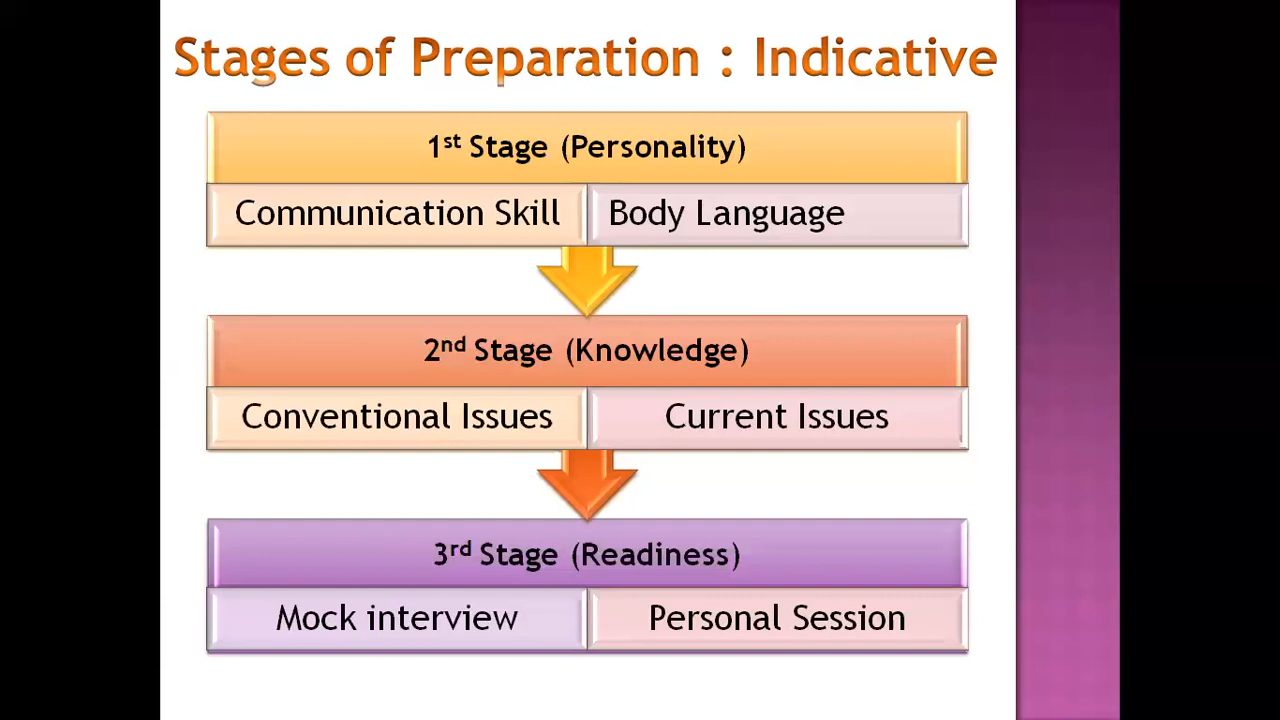 Stages of Preparation : Indicative
1st Stage (Personality)
Communication Skill
Body Language
2nd Stage (Knowledge)
Conventional Issues
Current Issues
3rd Stage (Readiness)
Mock interview
Personal Session